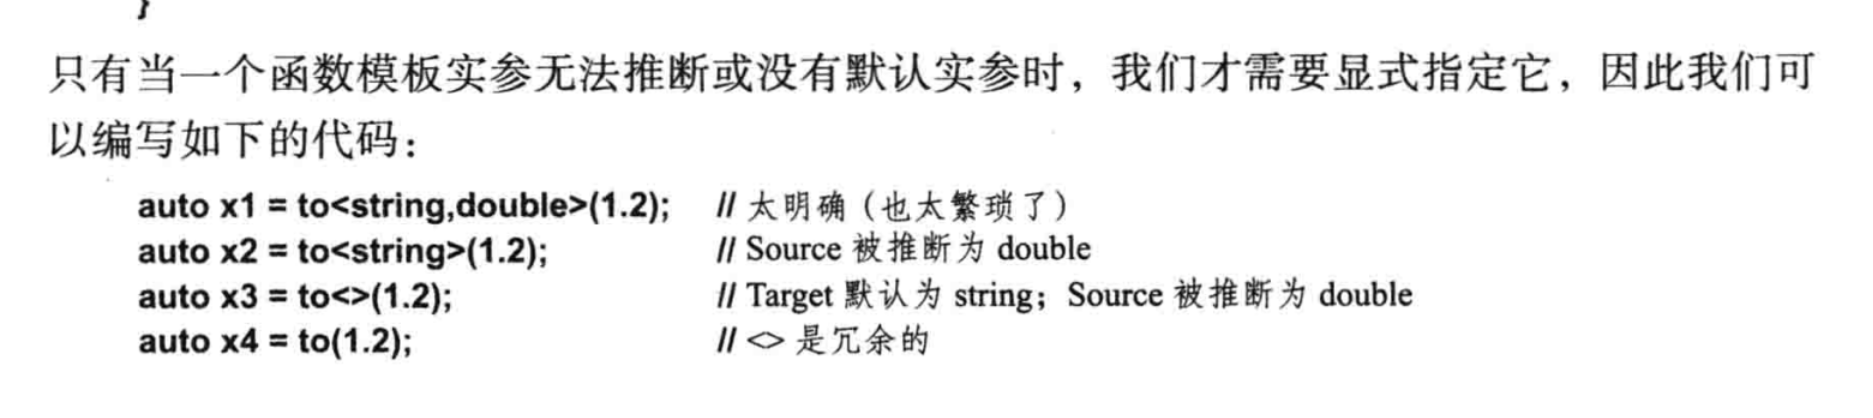 }
只有当一个函数模板实参无法推断或没有默认实参时，我们才需要显式指定它，因此我们可
以编写如下的代码：
auto x1 = to<string,double>(1.2); // 太明确（也太繁琐了）
auto x2 = to<string>(1.2); // Source 被推断为 double
auto x3 = to<>(1.2); // Target 默认为 string；Source 被推断为 double
auto x4 = to(1.2); // <> 是冗余的